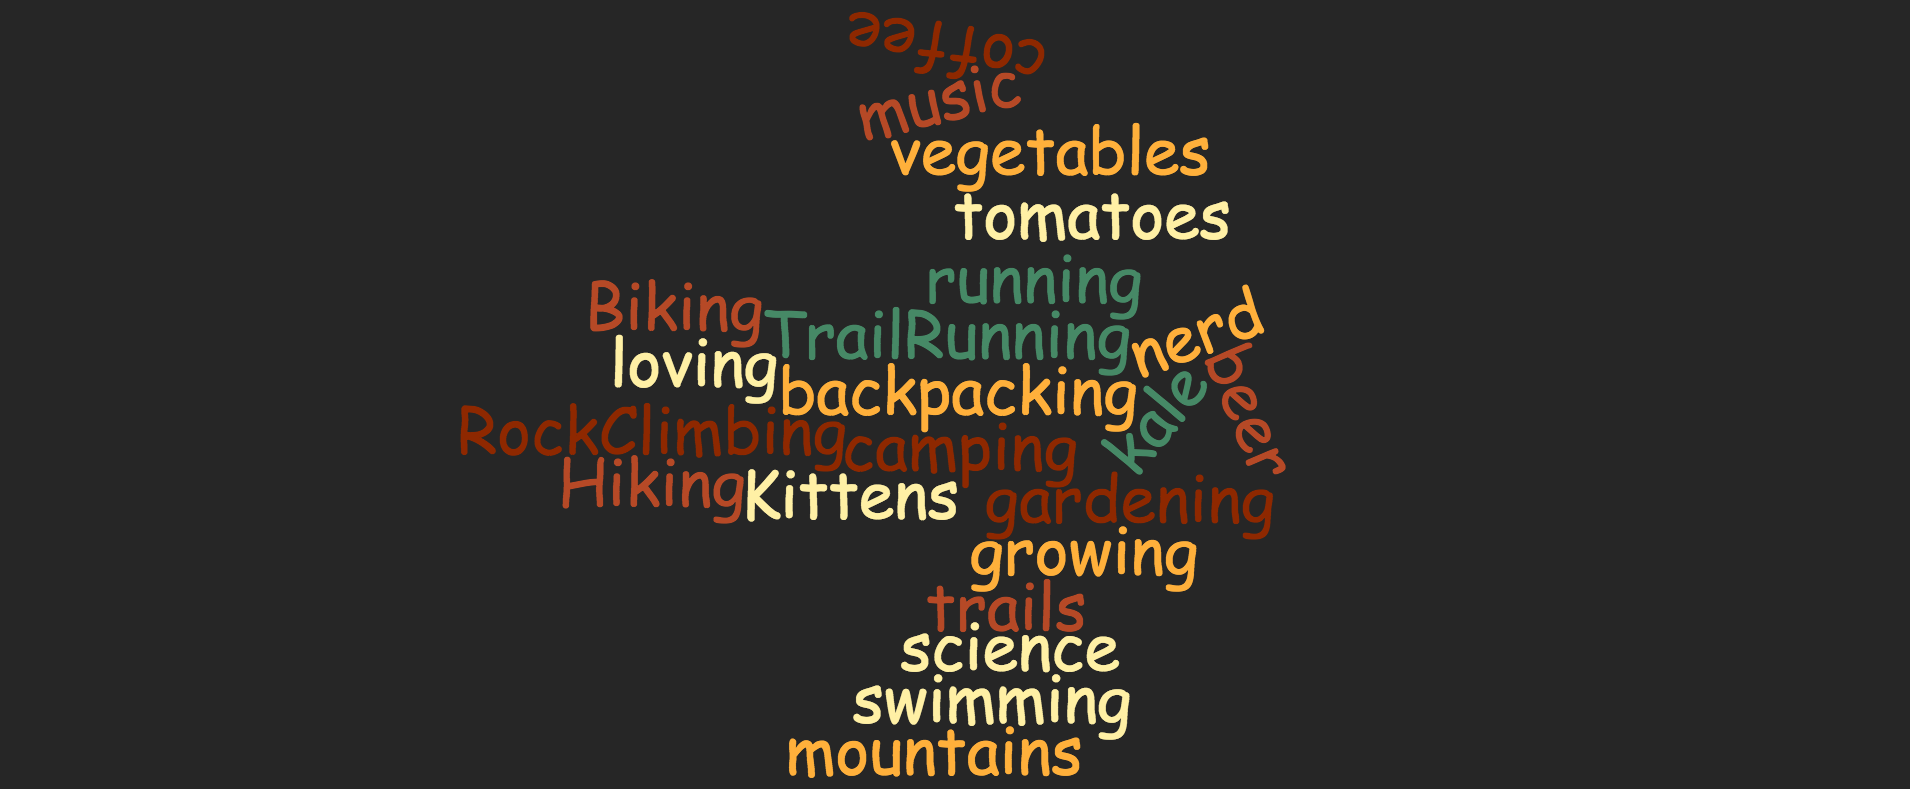 coffee
music
vegetables
tomatoes
running
Biking
TrailRunning
nerd
loving
backpacking
kale
beer
RockClimbing
camping
Hiking
Kittens
gardening
growing
trails
science
swimming
mountains